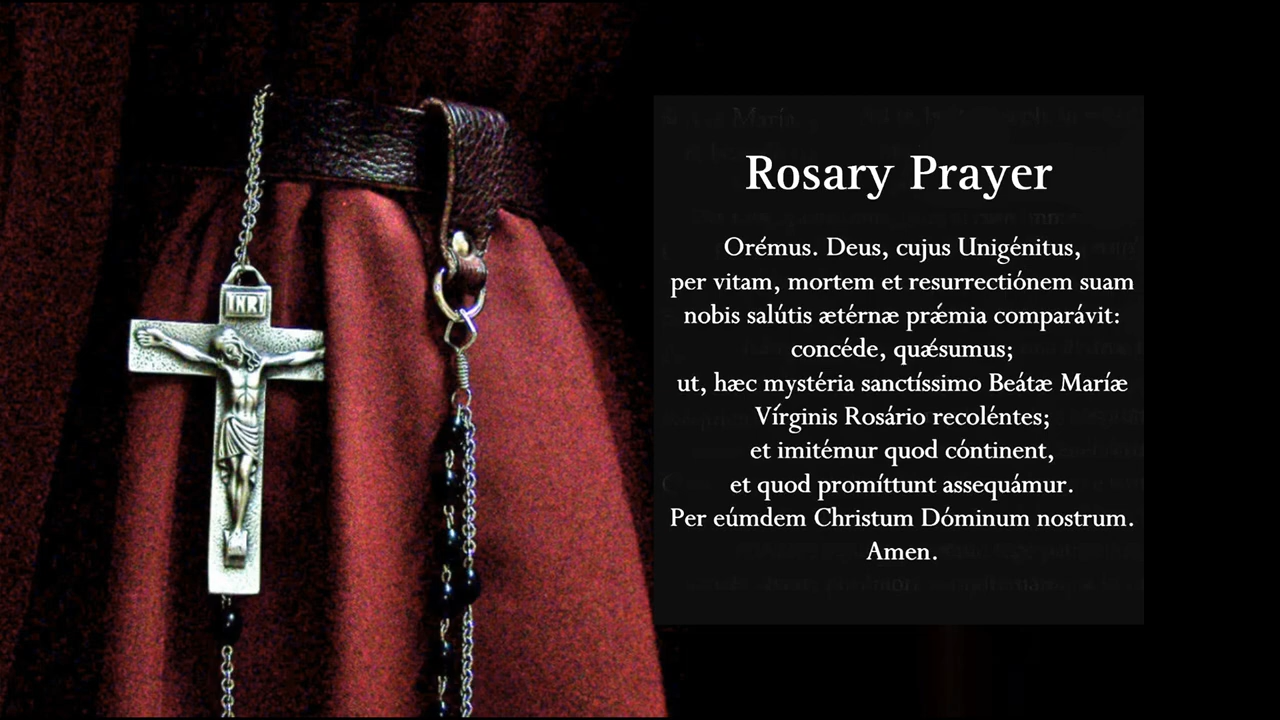 INRI
Rosary Prayer
Orémus. Deus, cujus Unigénitus,
per vitam, mortem et resurrectiónem suam
nobis salútis ætérnæ prǽmia comparávit:
concéde, quǽsumus;
ut, hæc mystéria sanctíssimo Beátæ Maríæ
Vírginis Rosário recoléntes;
et imitémur quod cóntinent,
et quod promíttunt assequámur.
Per eúmdem Christum Dóminum nostrum.
Amen.